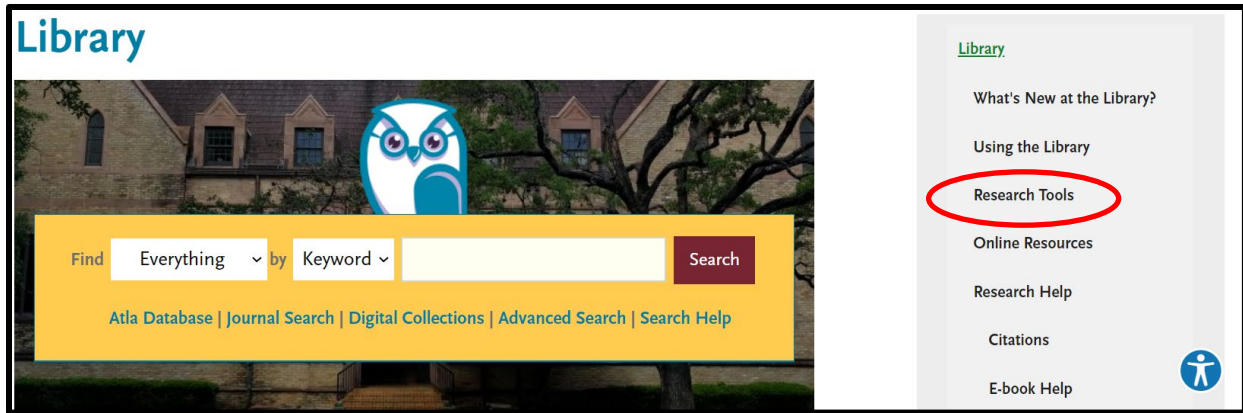 Library
Find Everything by Keyword Search
Atla Database | Journal Search | Digital Collections | Advanced Search | Search Help
Library
What's New at the Library?
Using the Library
Research Tools
Online Resources
Research Help
Citations
E-book Help